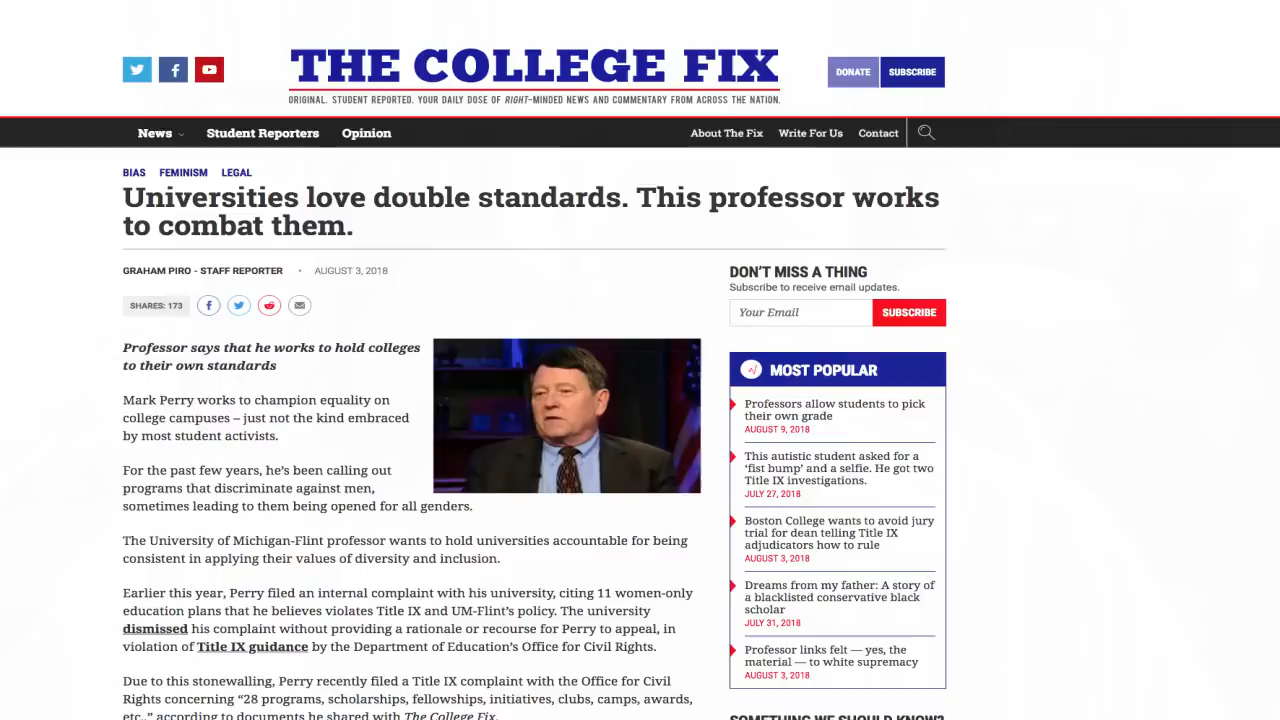 THE COLLEGE FIX
DONATE
SUBSCRIBE
ORIGINAL. STUDENT REPORTED. YOUR DAILY DOSE OF RIGHT-MINDED NEWS AND COMMENTARY FROM ACROSS THE NATION.
News
Student Reporters
Opinion
About The Fix
Write For Us
Contact
BIAS FEMINISM LEGAL
Universities love double standards. This professor works
to combat them.
GRAHAM PIRO - STAFF REPORTER • AUGUST 3, 2018
SHARES: 173
Professor says that he works to hold colleges
to their own standards
Mark Perry works to champion equality on
college campuses – just not the kind embraced
by most student activists.
For the past few years, he's been calling out
programs that discriminate against men,
sometimes leading to them being opened for all genders.
The University of Michigan-Flint professor wants to hold universities accountable for being
consistent in applying their values of diversity and inclusion.
Earlier this year, Perry filed an internal complaint with his university, citing 11 women-only
education plans that he believes violates Title IX and UM-Flint's policy. The university
dismissed his complaint without providing a rationale or recourse for Perry to appeal, in
violation of Title IX guidance by the Department of Education's Office for Civil Rights.
Due to this stonewalling, Perry recently filed a Title IX complaint with the Office for Civil
Rights concerning “28 programs, scholarships, fellowships, initiatives, clubs, camps, awards,
etc.,” according to documents he shared with The College Fix.
DON'T MISS A THING
Subscribe to receive email updates.
Your Email
SUBSCRIBE
MOST POPULAR
Professors allow students to pick
their own grade
AUGUST 9, 2018
This autistic student asked for a
‘fist bump’ and a selfie. He got two
Title IX investigations.
JULY 27, 2018
Boston College wants to avoid jury
trial for dean telling Title IX
adjudicators how to rule
AUGUST 3, 2018
Dreams from my father: A story of
a blacklisted conservative black
scholar
JULY 31, 2018
Professor links felt — yes, the
material — to white supremacy
AUGUST 3, 2018
SOMETHING WE SHOULD KNOW?